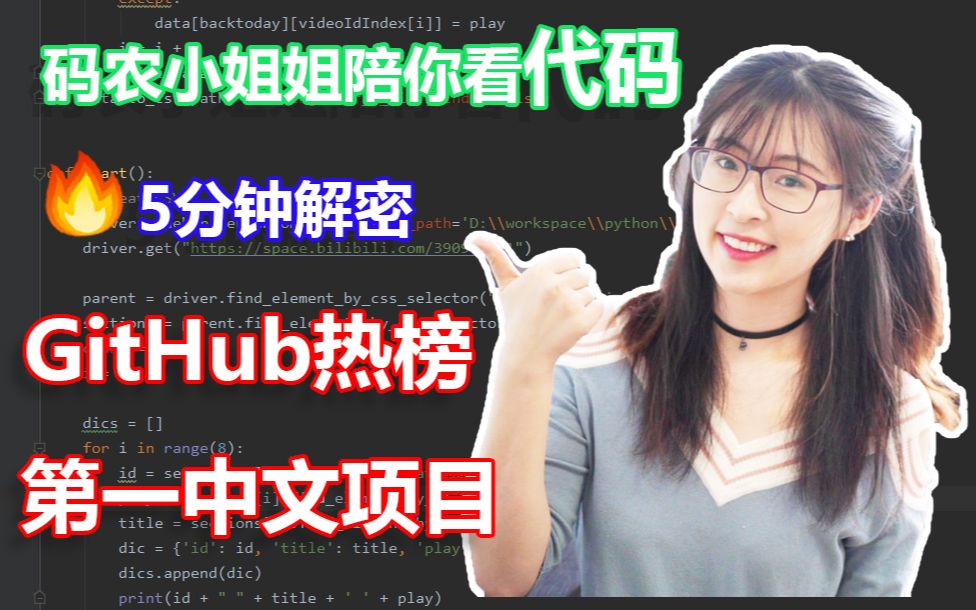 except:
data[backtoday][videoIdIndex[i]] = play
码农小姐姐陪你看代码
5分钟解密
driver.get("https://space.bilibili.com/390
parent = driver.find_element_by_css_selector(
GitHub热榜
dics = []
for i in range(8):
第一中文项目
title =
dic = {'id': id, 'title': title, 'play
dics.append(dic)
print(id + " " + title + ' ' + play)